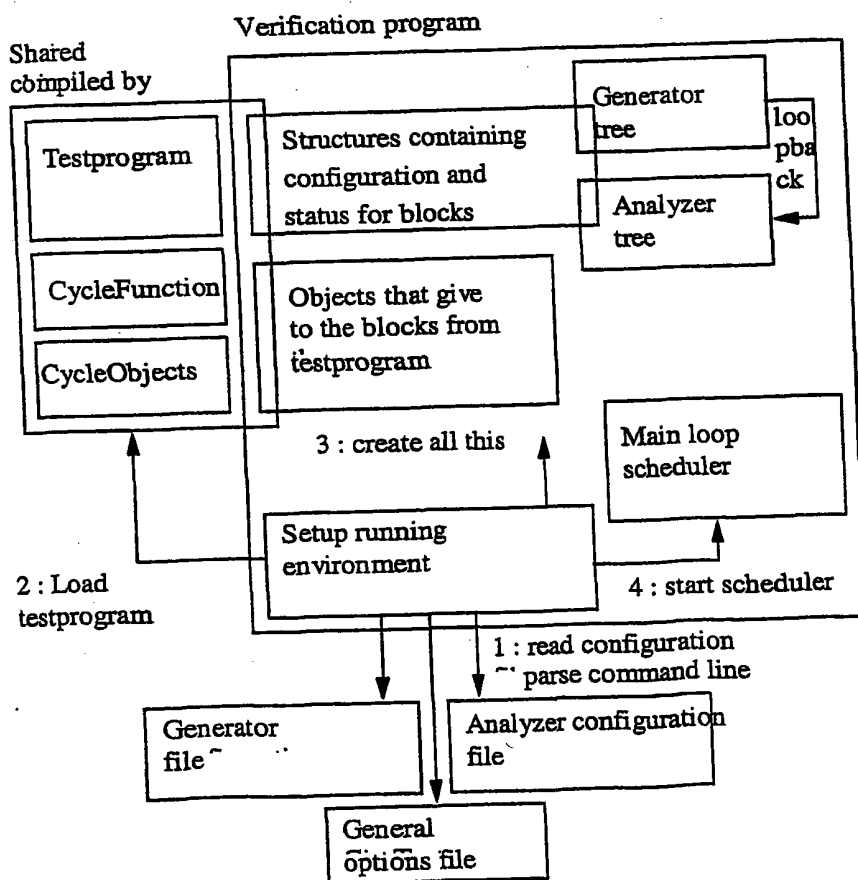 Verification program
Shared
compiled by
Testprogram
CycleFunction
CycleObjects
Structures containing
configuration and
status for blocks
Generator
tree
loo
pba
ck
Analyzer
tree
Objects that give
to the blocks from
testprogram
3 : create all this
Main loop
scheduler
Setup running
environment
2 : Load
testprogram
4 : start scheduler
1 : read configuration
parse command line
Generator
file
Analyzer configuration
file
General
options file